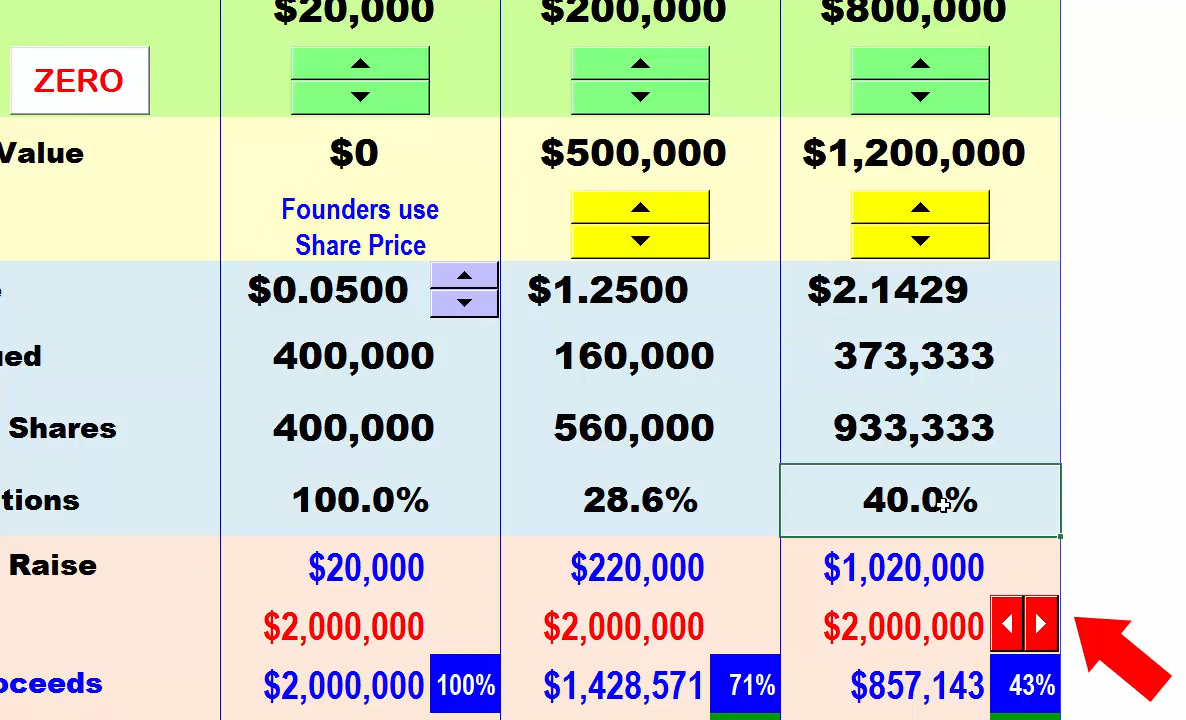 $20,000 $200,000 $800,000
ZERO
Value $0 $500,000 $1,200,000
Founders use
Share Price
$0.0500 $1.2500 $2.1429
ued 400,000 160,000 373,333
Shares 400,000 560,000 933,333
tions 100.0% 28.6% 40.0%
Raise $20,000 $220,000 $1,020,000
$2,000,000 $2,000,000 $2,000,000
oceeds $2,000,000 100% $1,428,571 71% $857,143 43%